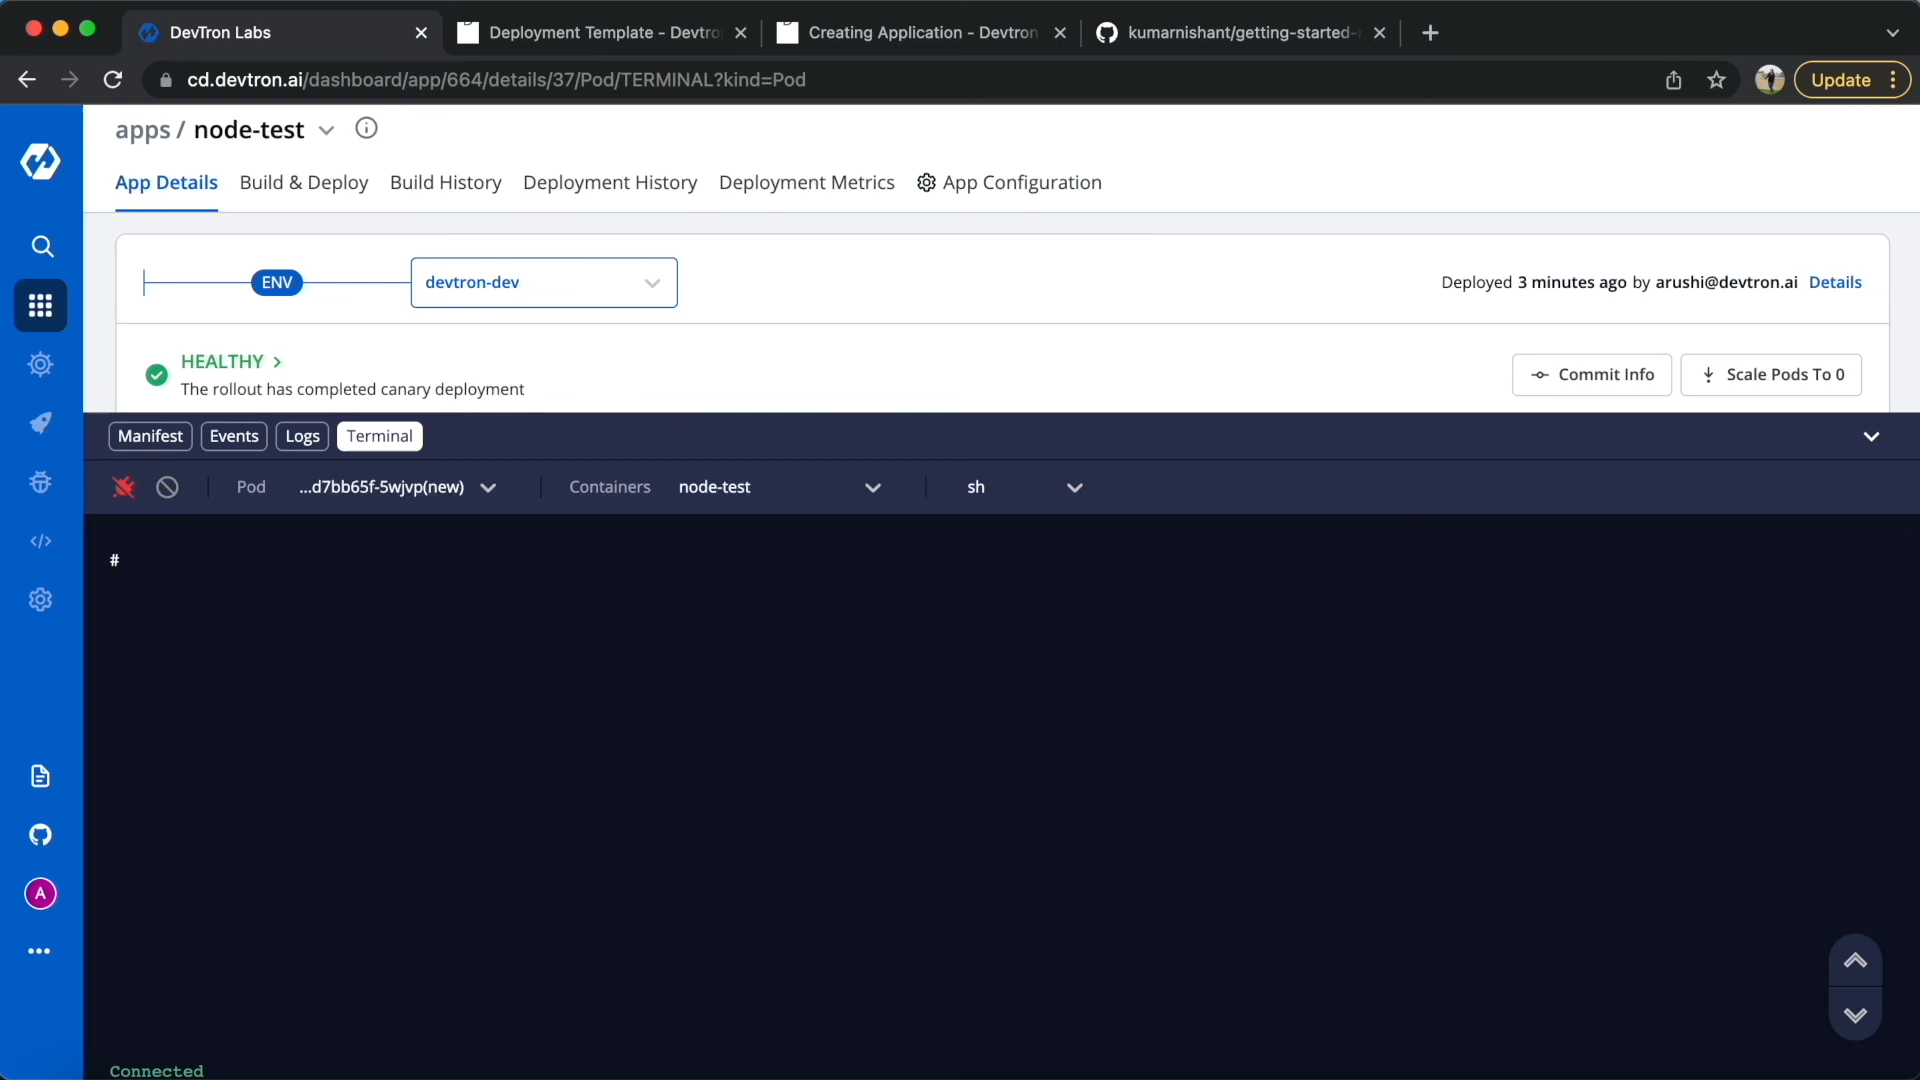 DevTron Labs
Deployment Template - Devtro
Creating Application - Devtron
kumarnishant/getting-started-
cd.devtron.ai/dashboard/app/664/details/37/Pod/TERMINAL?kind=Pod
Update
apps / node-test
App Details
Build & Deploy
Build History
Deployment History
Deployment Metrics
App Configuration
ENV
devtron-dev
Deployed 3 minutes ago by arushi@devtron.ai Details
HEALTHY
The rollout has completed canary deployment
Commit Info
Scale Pods To 0
Manifest
Events
Logs
Terminal
Pod
...d7bb65f-5wjvp(new)
Containers
node-test
sh
#
A
Connected